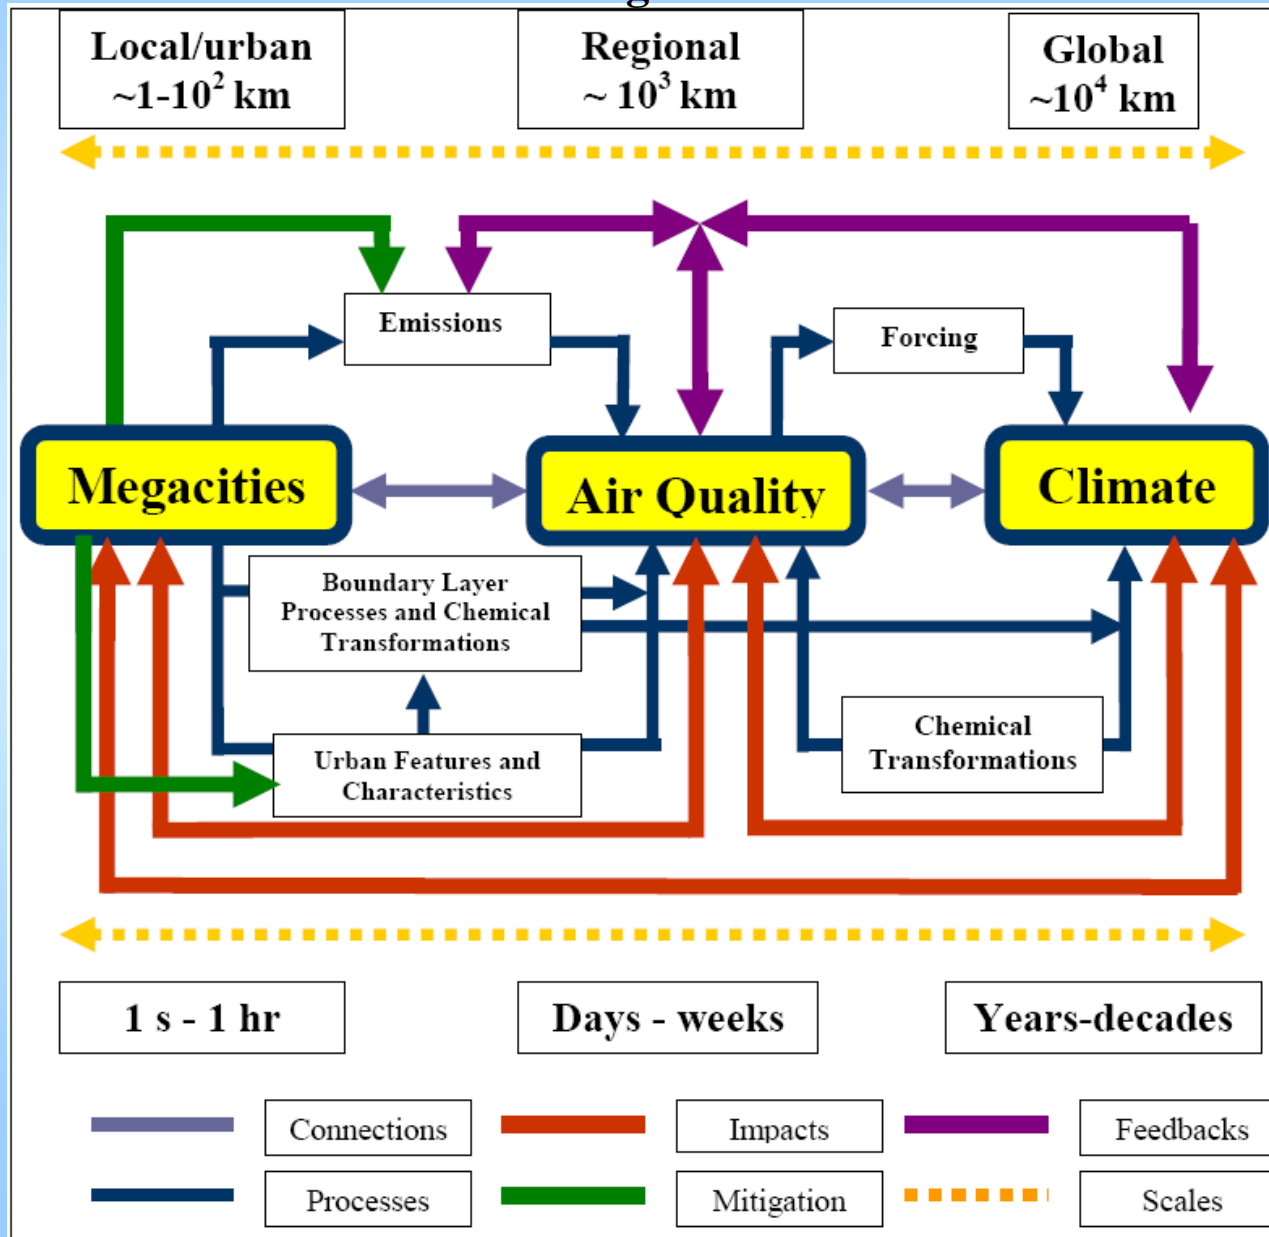 Local/urban
~1-10² km
Regional
~ 10³ km
Global
~10⁴ km
Emissions
Forcing
Megacities
Air Quality
Climate
Boundary Layer
Processes and Chemical
Transformations
Chemical
Transformations
Urban Features and
Characteristics
1 s - 1 hr
Days - weeks
Years-decades
Connections
Impacts
Feedbacks
Processes
Mitigation
Scales